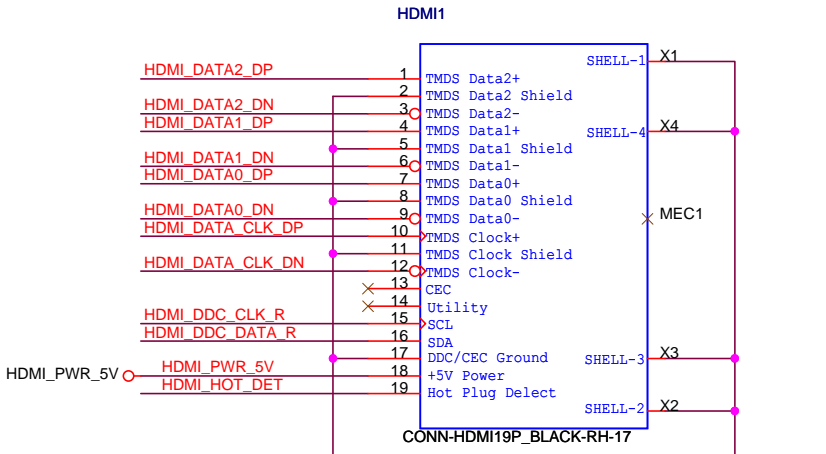 HDMI1
SHELL-1 X1
HDMI_DATA2_DP 1 TMDS Data2+
2 TMDS Data2 Shield
HDMI_DATA2_DN 3 TMDS Data2-
HDMI_DATA1_DP 4 TMDS Data1+ SHELL-4 X4
5 TMDS Data1 Shield
HDMI_DATA1_DN 6 TMDS Data1-
HDMI_DATA0_DP 7 TMDS Data0+
8 TMDS Data0 Shield
HDMI_DATA0_DN 9 TMDS Data0- MEC1
HDMI_DATA_CLK_DP 10 TMDS Clock+
11 TMDS Clock Shield
HDMI_DATA_CLK_DN 12 TMDS Clock-
13 CEC
14 Utility
HDMI_DDC_CLK_R 15 SCL
HDMI_DDC_DATA_R 16 SDA
17 DDC/CEC Ground SHELL-3 X3
HDMI_PWR_5V HDMI_PWR_5V 18 +5V Power
HDMI_HOT_DET 19 Hot Plug Delect
SHELL-2 X2
CONN-HDMI19P_BLACK-RH-17